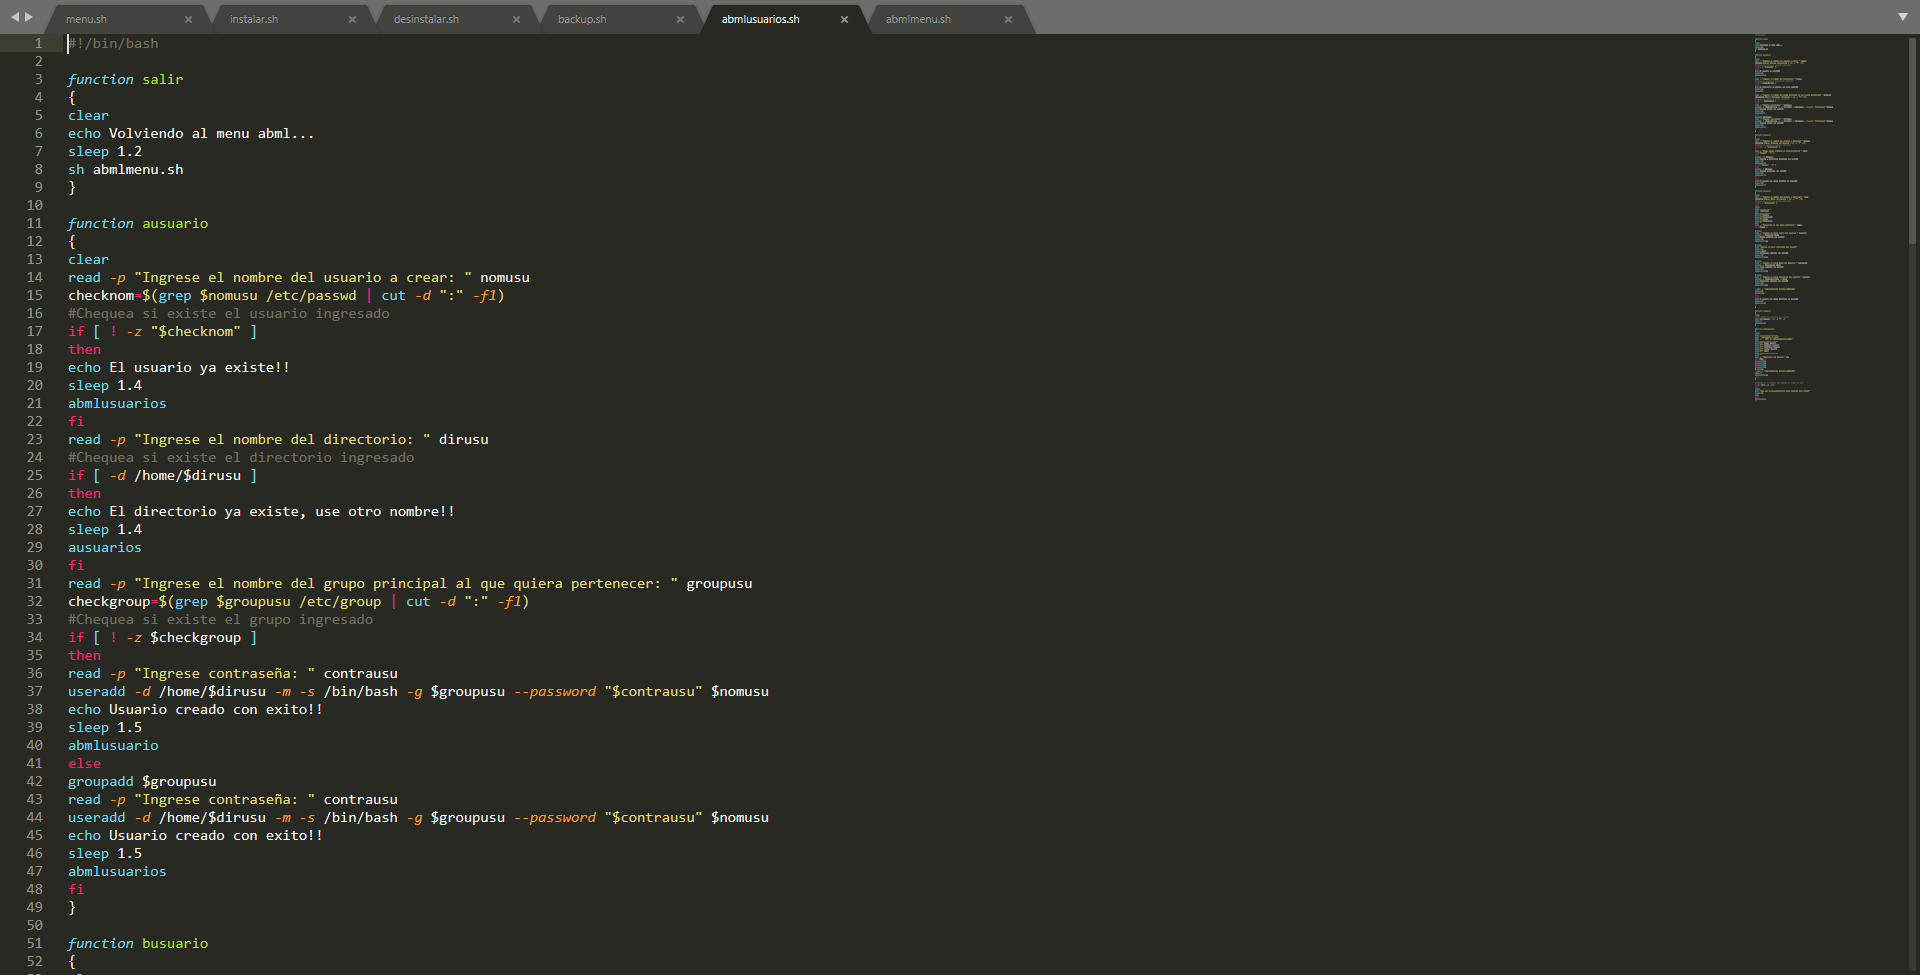 menu.sh instalar.sh desinstalar.sh backup.sh abmlusuarios.sh abmlmenu.sh
1 #!/bin/bash
2
3 function salir
4 {
5 clear
6 echo Volviendo al menu abml...
7 sleep 1.2
8 sh abmlmenu.sh
9 }
10
11 function ausuario
12 {
13 clear
14 read -p "Ingrese el nombre del usuario a crear: " nomusu
15 checknom=$(grep $nomusu /etc/passwd | cut -d ":" -f1)
16 #Chequea si existe el usuario ingresado
17 if [ ! -z "$checknom" ]
18 then
19 echo El usuario ya existe!!
20 sleep 1.4
21 abmlusuarios
22 fi
23 read -p "Ingrese el nombre del directorio: " dirusu
24 #Chequea si existe el directorio ingresado
25 if [ -d /home/$dirusu ]
26 then
27 echo El directorio ya existe, use otro nombre!!
28 sleep 1.4
29 ausuarios
30 fi
31 read -p "Ingrese el nombre del grupo principal al que quiera pertenecer: " groupusu
32 checkgroup=$(grep $groupusu /etc/group | cut -d ":" -f1)
33 #Chequea si existe el grupo ingresado
34 if [ ! -z $checkgroup ]
35 then
36 read -p "Ingrese contraseña: " contrausu
37 useradd -d /home/$dirusu -m -s /bin/bash -g $groupusu --password "$contrausu" $nomusu
38 echo Usuario creado con exito!!
39 sleep 1.5
40 abmlusuario
41 else
42 groupadd $groupusu
43 read -p "Ingrese contraseña: " contrausu
44 useradd -d /home/$dirusu -m -s /bin/bash -g $groupusu --password "$contrausu" $nomusu
45 echo Usuario creado con exito!!
46 sleep 1.5
47 abmlusuarios
48 fi
49 }
50
51 function busuario
52 {